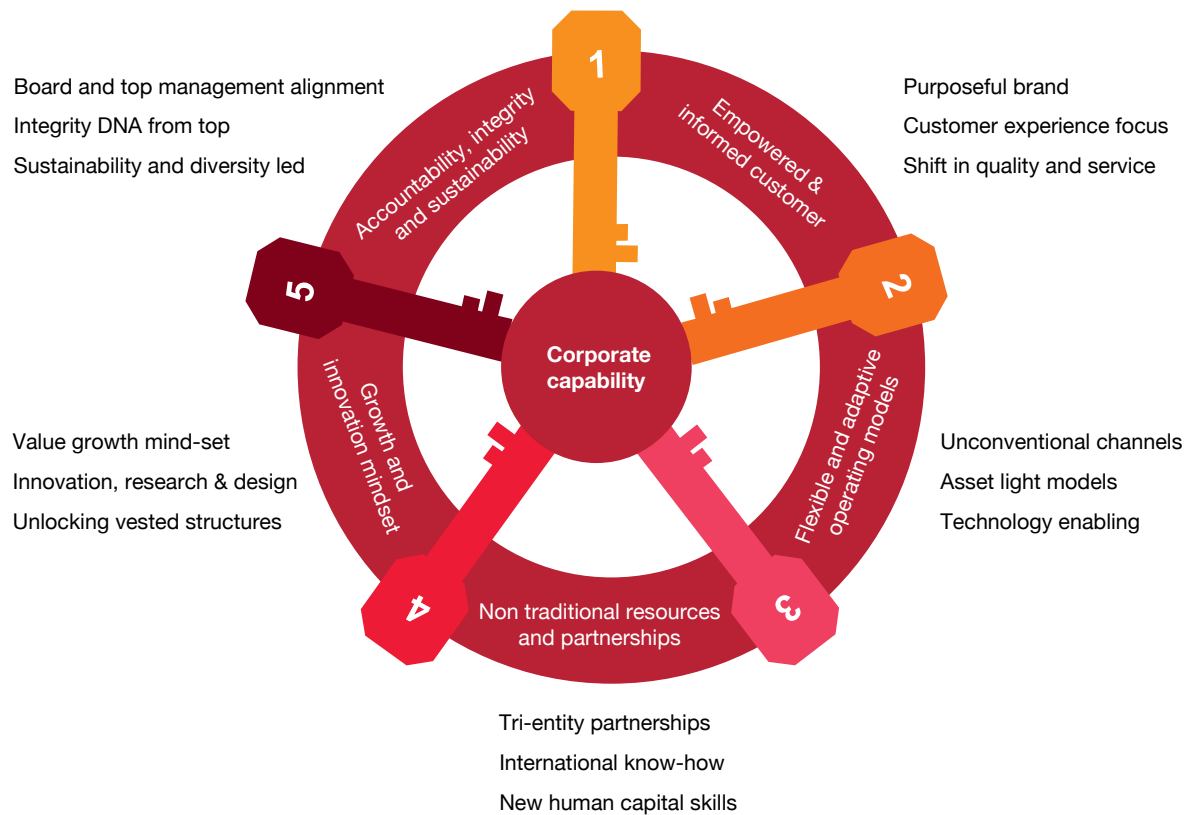 1
Empowered &
informed customer
Purposeful brand
Customer experience focus
Shift in quality and service
2
Flexible and adaptive
operating models
Unconventional channels
Asset light models
Technology enabling
3
Non traditional resources
and partnerships
Tri-entity partnerships
International know-how
New human capital skills
4
Growth and
innovation mindset
Value growth mind-set
Innovation, research & design
Unlocking vested structures
5
Accountability, integrity
and sustainability
Board and top management alignment
Integrity DNA from top
Sustainability and diversity led
Corporate
capability